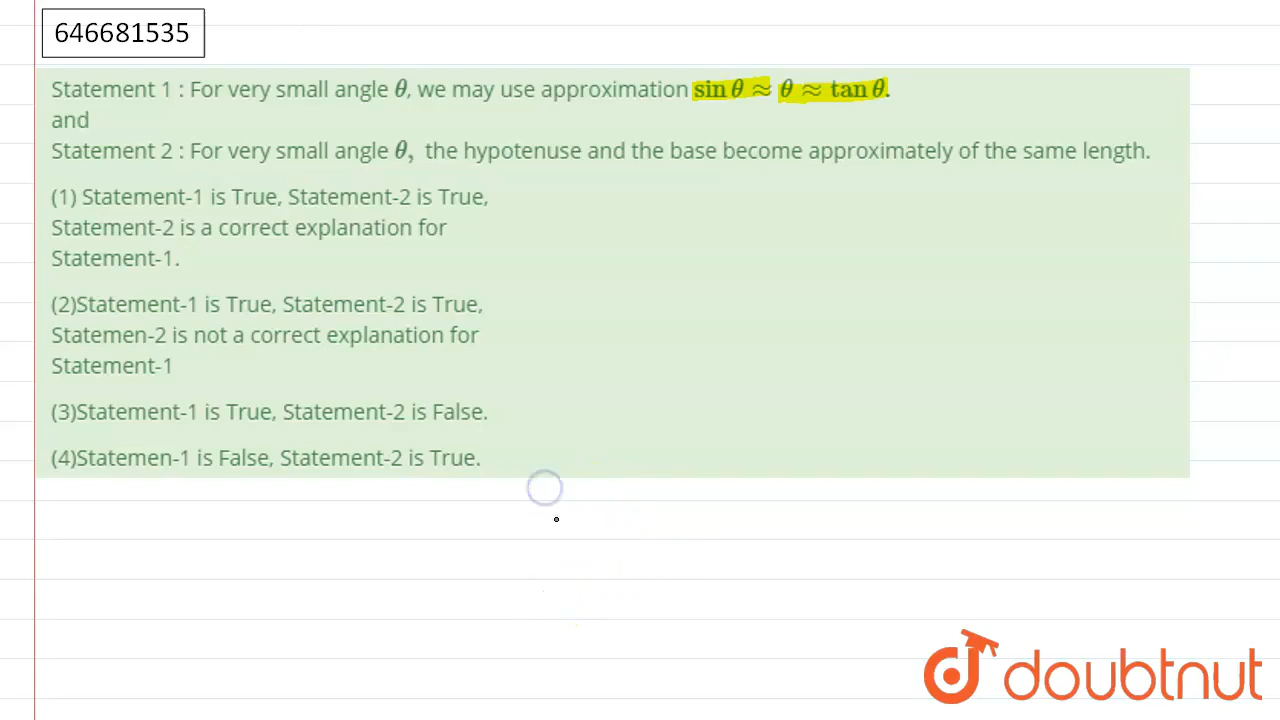 646681535
Statement 1 : For very small angle θ, we may use approximation sin θ ≈ θ ≈ tan θ.
and
Statement 2 : For very small angle θ, the hypotenuse and the base become approximately of the same length.
(1) Statement-1 is True, Statement-2 is True,
Statement-2 is a correct explanation for
Statement-1.
(2)Statement-1 is True, Statement-2 is True,
Statemen-2 is not a correct explanation for
Statement-1
(3)Statement-1 is True, Statement-2 is False.
(4)Statemen-1 is False, Statement-2 is True.
doubtnut